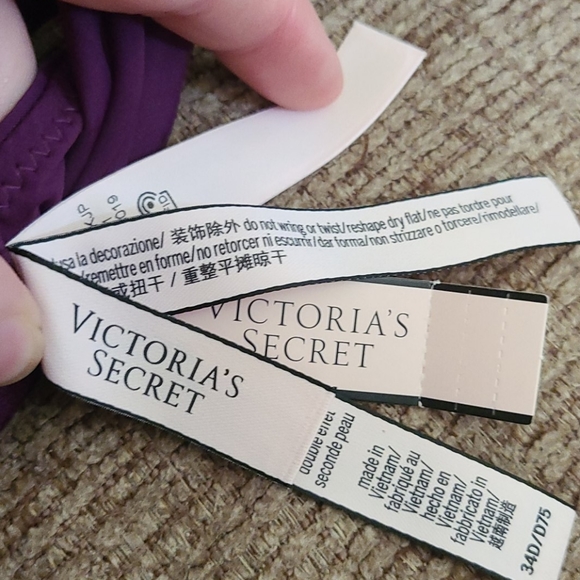 usa la decorazione/ 装饰除外 do not wring or twist/reshape dry flat/ne pas tordre pour
/remettre en forme/no retorcer ni escurrir/dar forma/non strizzare o torcere/rimodellare/
或扭干 / 重整平摊晾干
VICTORIA'S
SECRET
VICTORIA'S
SECRET
double effet
seconde peau
made in
Vietnam/
fabriqué au
Vietnam/
hecho en
Vietnam/
fabbricato in
Vietnam/
越南制造
34D/D75